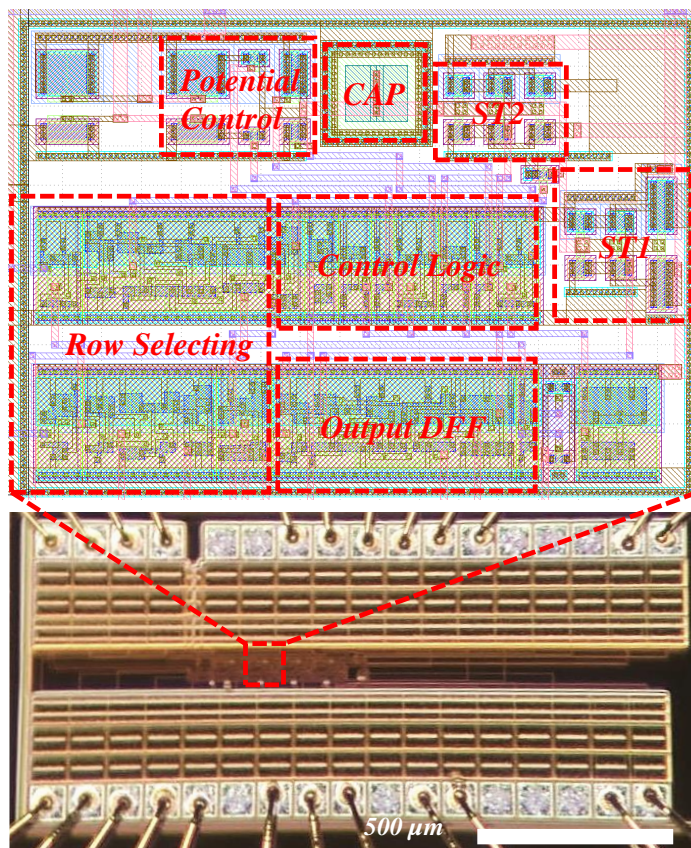 Potential
Control
CAP
ST2
ST1
Control Logic
Row Selecting
Output DFF
500 μm